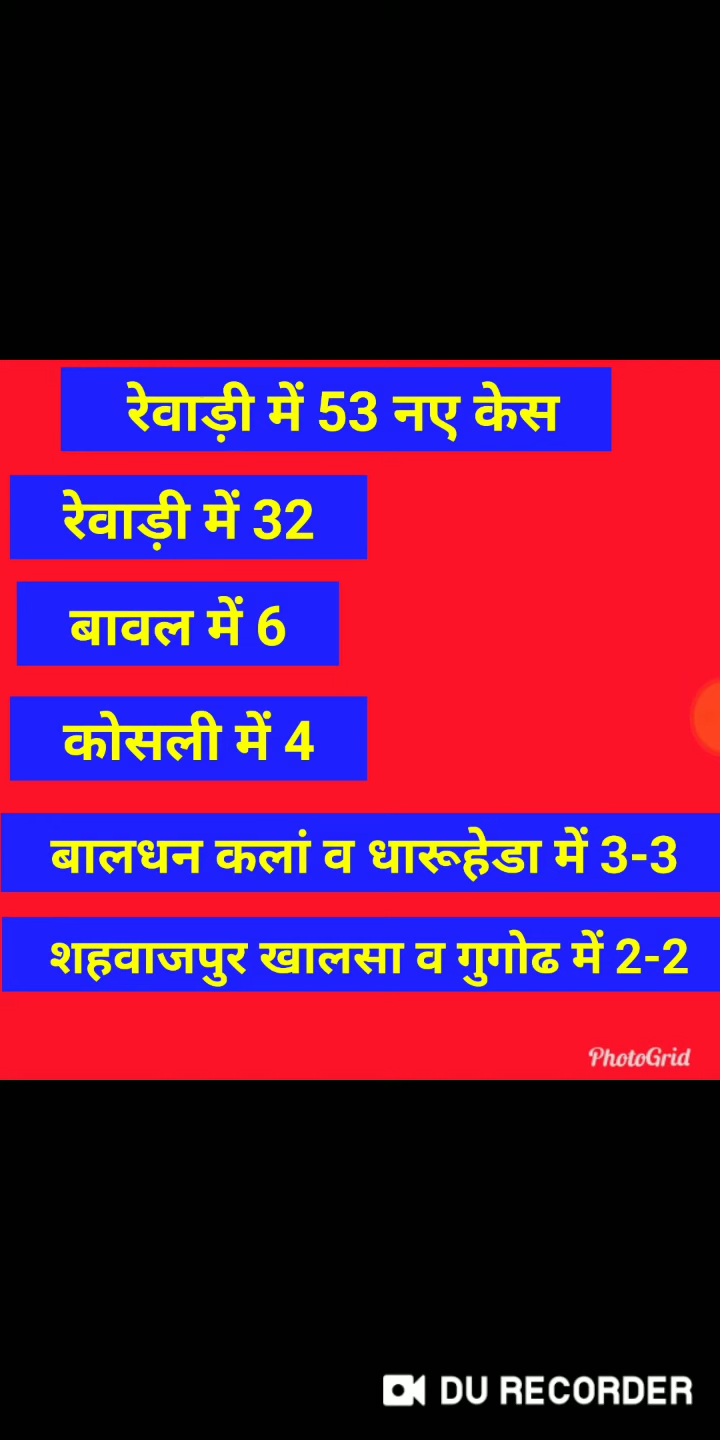 रेवाड़ी में 53 नए केस
रेवाड़ी में 32
बावल में 6
कोसली में 4
बालधन कलां व धारूहेडा में 3-3
शहवाजपुर खालसा व गुगोढ में 2-2
PhotoGrid
DU RECORDER